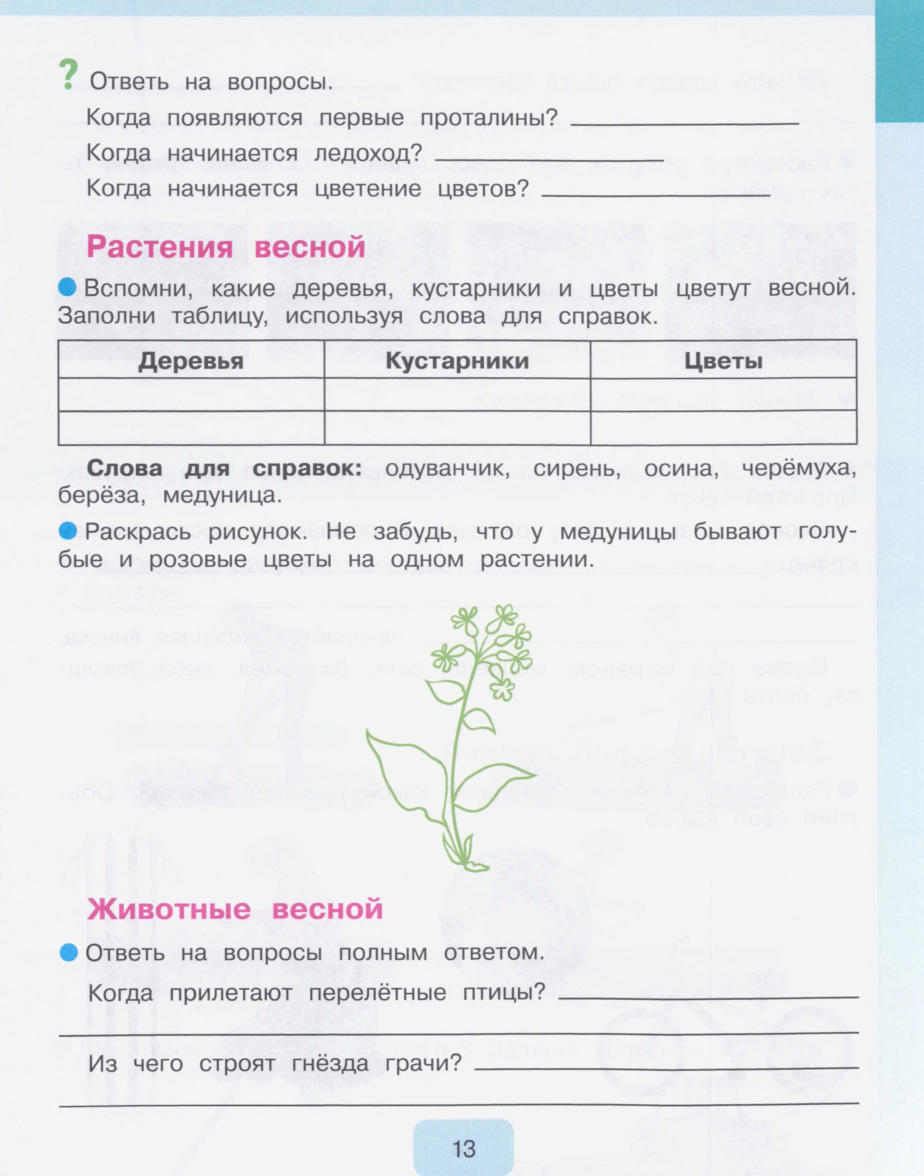 ? Ответь на вопросы.
Когда появляются первые проталины?
Когда начинается ледоход?
Когда начинается цветение цветов?
Растения весной
Вспомни, какие деревья, кустарники и цветы цветут весной.
Заполни таблицу, используя слова для справок.
Деревья Кустарники Цветы
Слова для справок: одуванчик, сирень, осина, черёмуха,
берёза, медуница.
Раскрась рисунок. Не забудь, что у медуницы бывают голу-
бые и розовые цветы на одном растении.
Животные весной
Ответь на вопросы полным ответом.
Когда прилетают перелётные птицы?
Из чего строят гнёзда грачи?
13